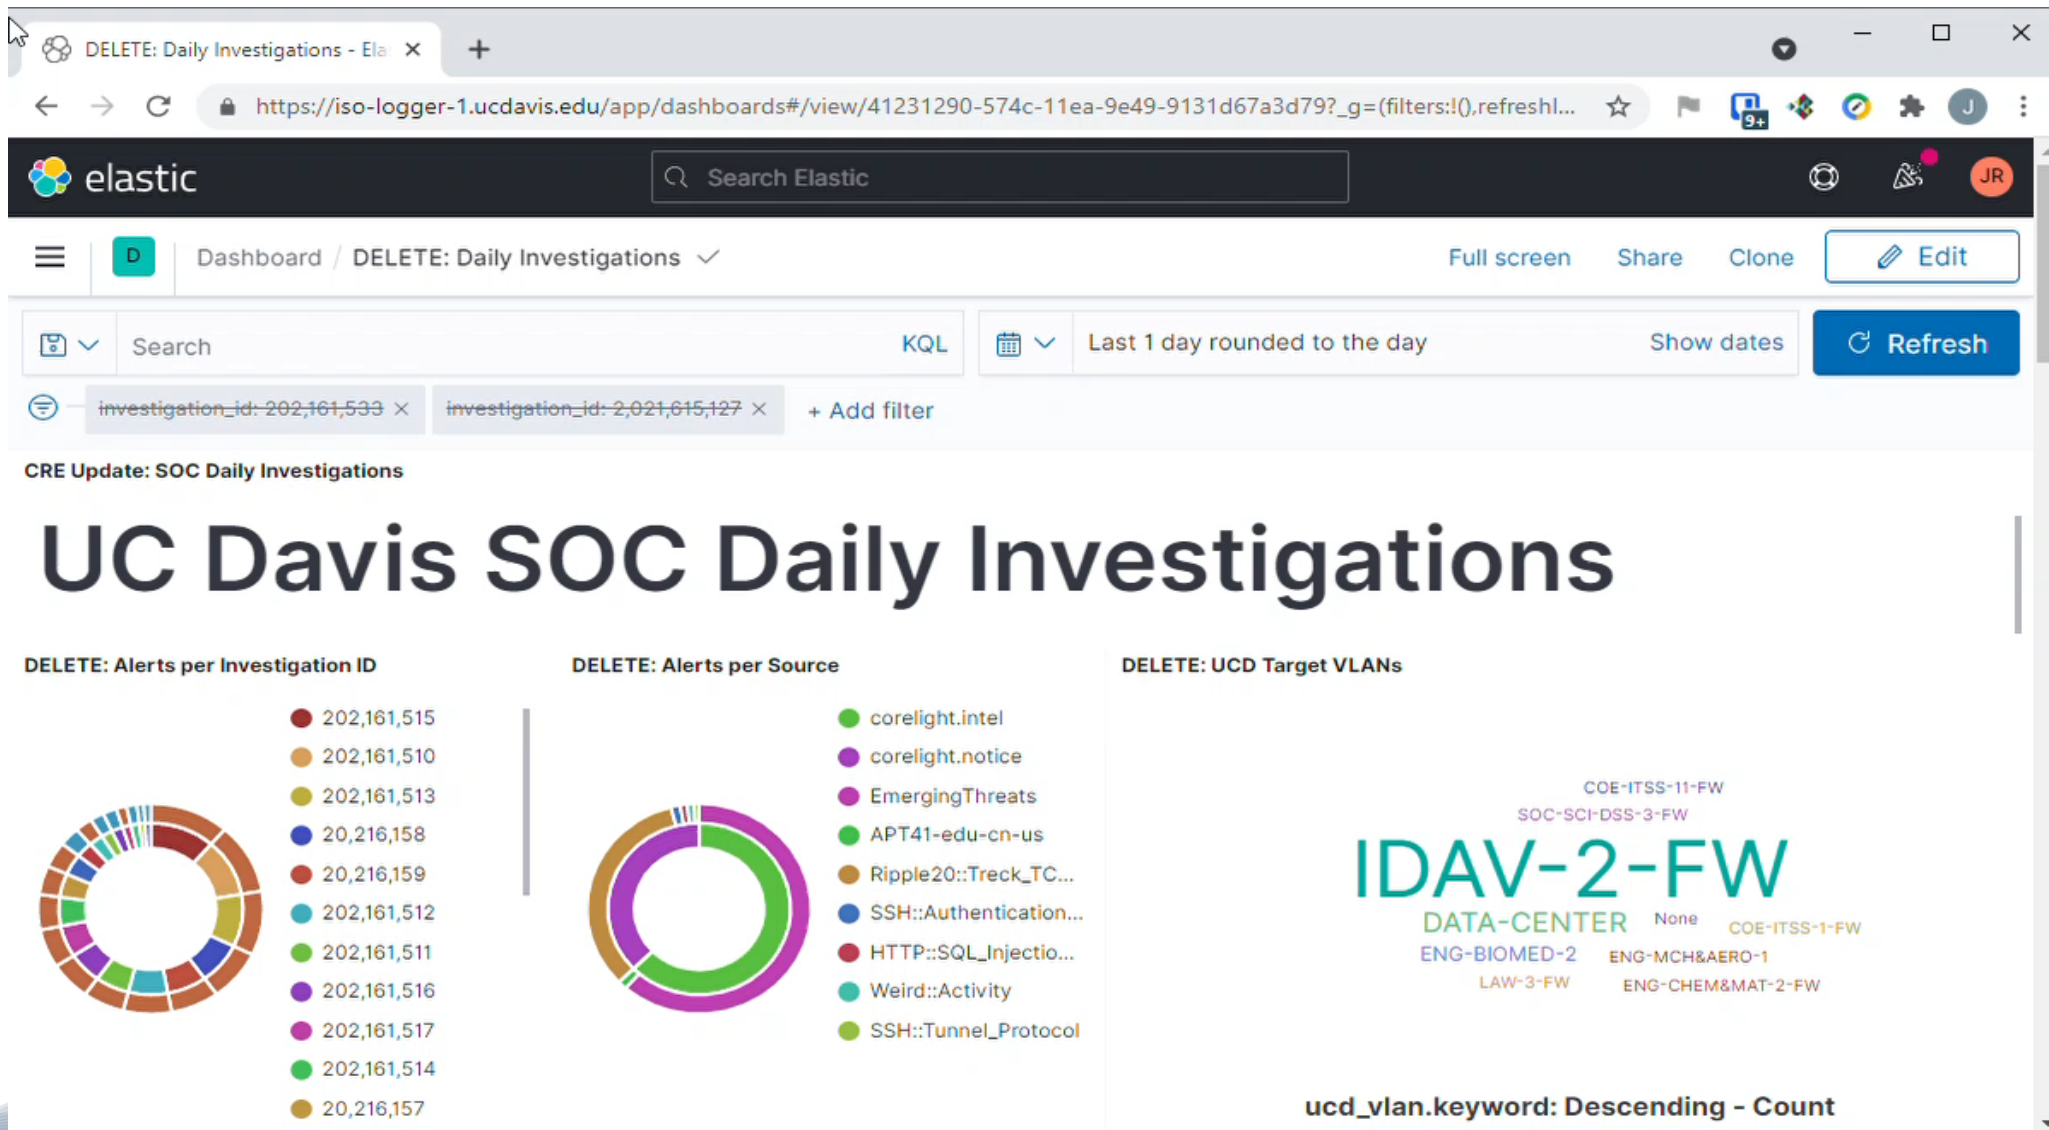 DELETE: Daily Investigations - Ela
https://iso-logger-1.ucdavis.edu/app/dashboards#/view/41231290-574c-11ea-9e49-9131d67a3d79?_g=(filters:!(),refreshI...
9+
J
elastic
Search Elastic
JR
D
Dashboard / DELETE: Daily Investigations
Full screen
Share
Clone
Edit
Search
KQL
Last 1 day rounded to the day
Show dates
Refresh
investigation_id: 202,161,533
investigation_id: 2,021,615,127
+ Add filter
CRE Update: SOC Daily Investigations
UC Davis SOC Daily Investigations
DELETE: Alerts per Investigation ID
202,161,515
202,161,510
202,161,513
20,216,158
20,216,159
202,161,512
202,161,511
202,161,516
202,161,517
202,161,514
20,216,157
DELETE: Alerts per Source
corelight.intel
corelight.notice
EmergingThreats
APT41-edu-cn-us
Ripple20::Treck_TC...
SSH::Authentication...
HTTP::SQL_Injectio...
Weird::Activity
SSH::Tunnel_Protocol
DELETE: UCD Target VLANs
COE-ITSS-11-FW
SOC-SCI-DSS-3-FW
IDAV-2-FW
DATA-CENTER
None
COE-ITSS-1-FW
ENG-BIOMED-2
ENG-MCH&AERO-1
LAW-3-FW
ENG-CHEM&MAT-2-FW
ucd_vlan.keyword: Descending - Count